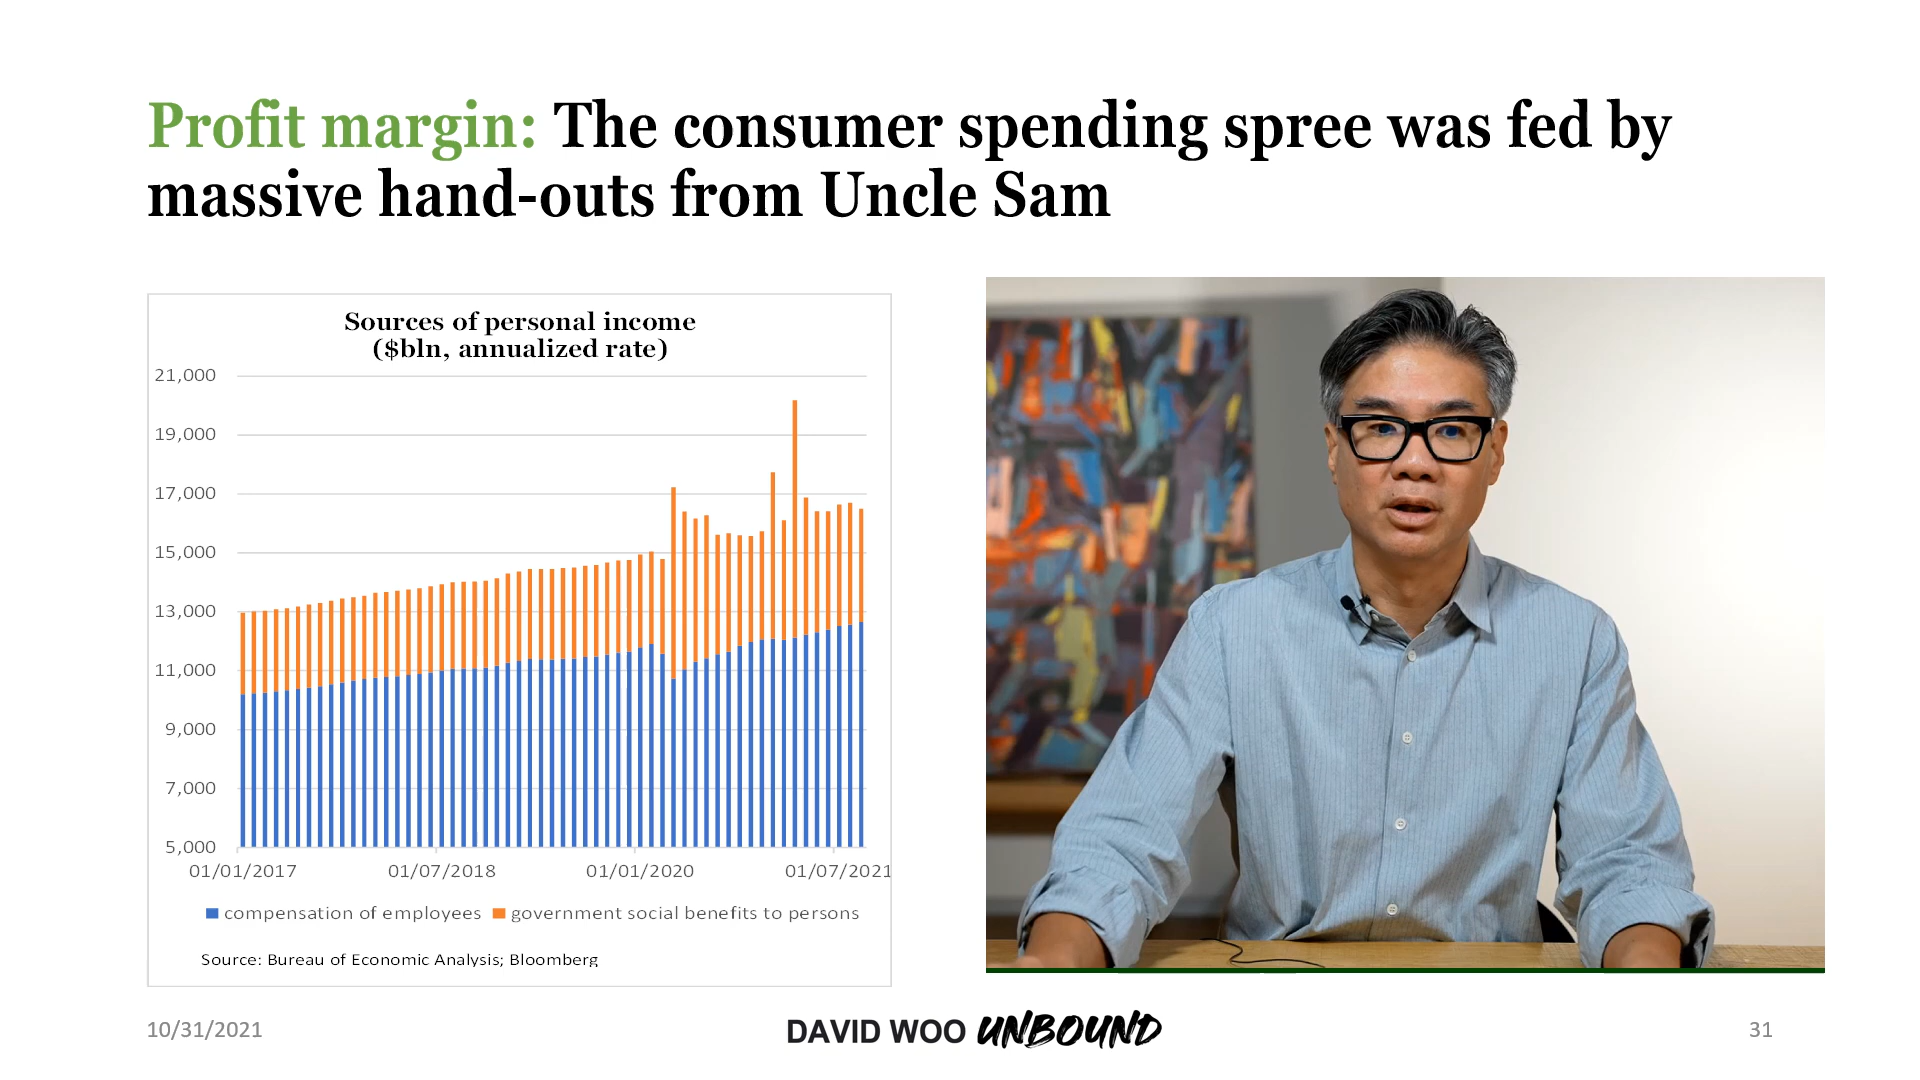 Profit margin: The consumer spending spree was fed by
massive hand-outs from Uncle Sam
Sources of personal income
($bln, annualized rate)
21,000
19,000
17,000
15,000
13,000
11,000
9,000
7,000
5,000
01/01/2017 01/07/2018 01/01/2020 01/07/2021
compensation of employees government social benefits to persons
Source: Bureau of Economic Analysis; Bloomberg
10/31/2021 DAVID WOO UNBOUND 31